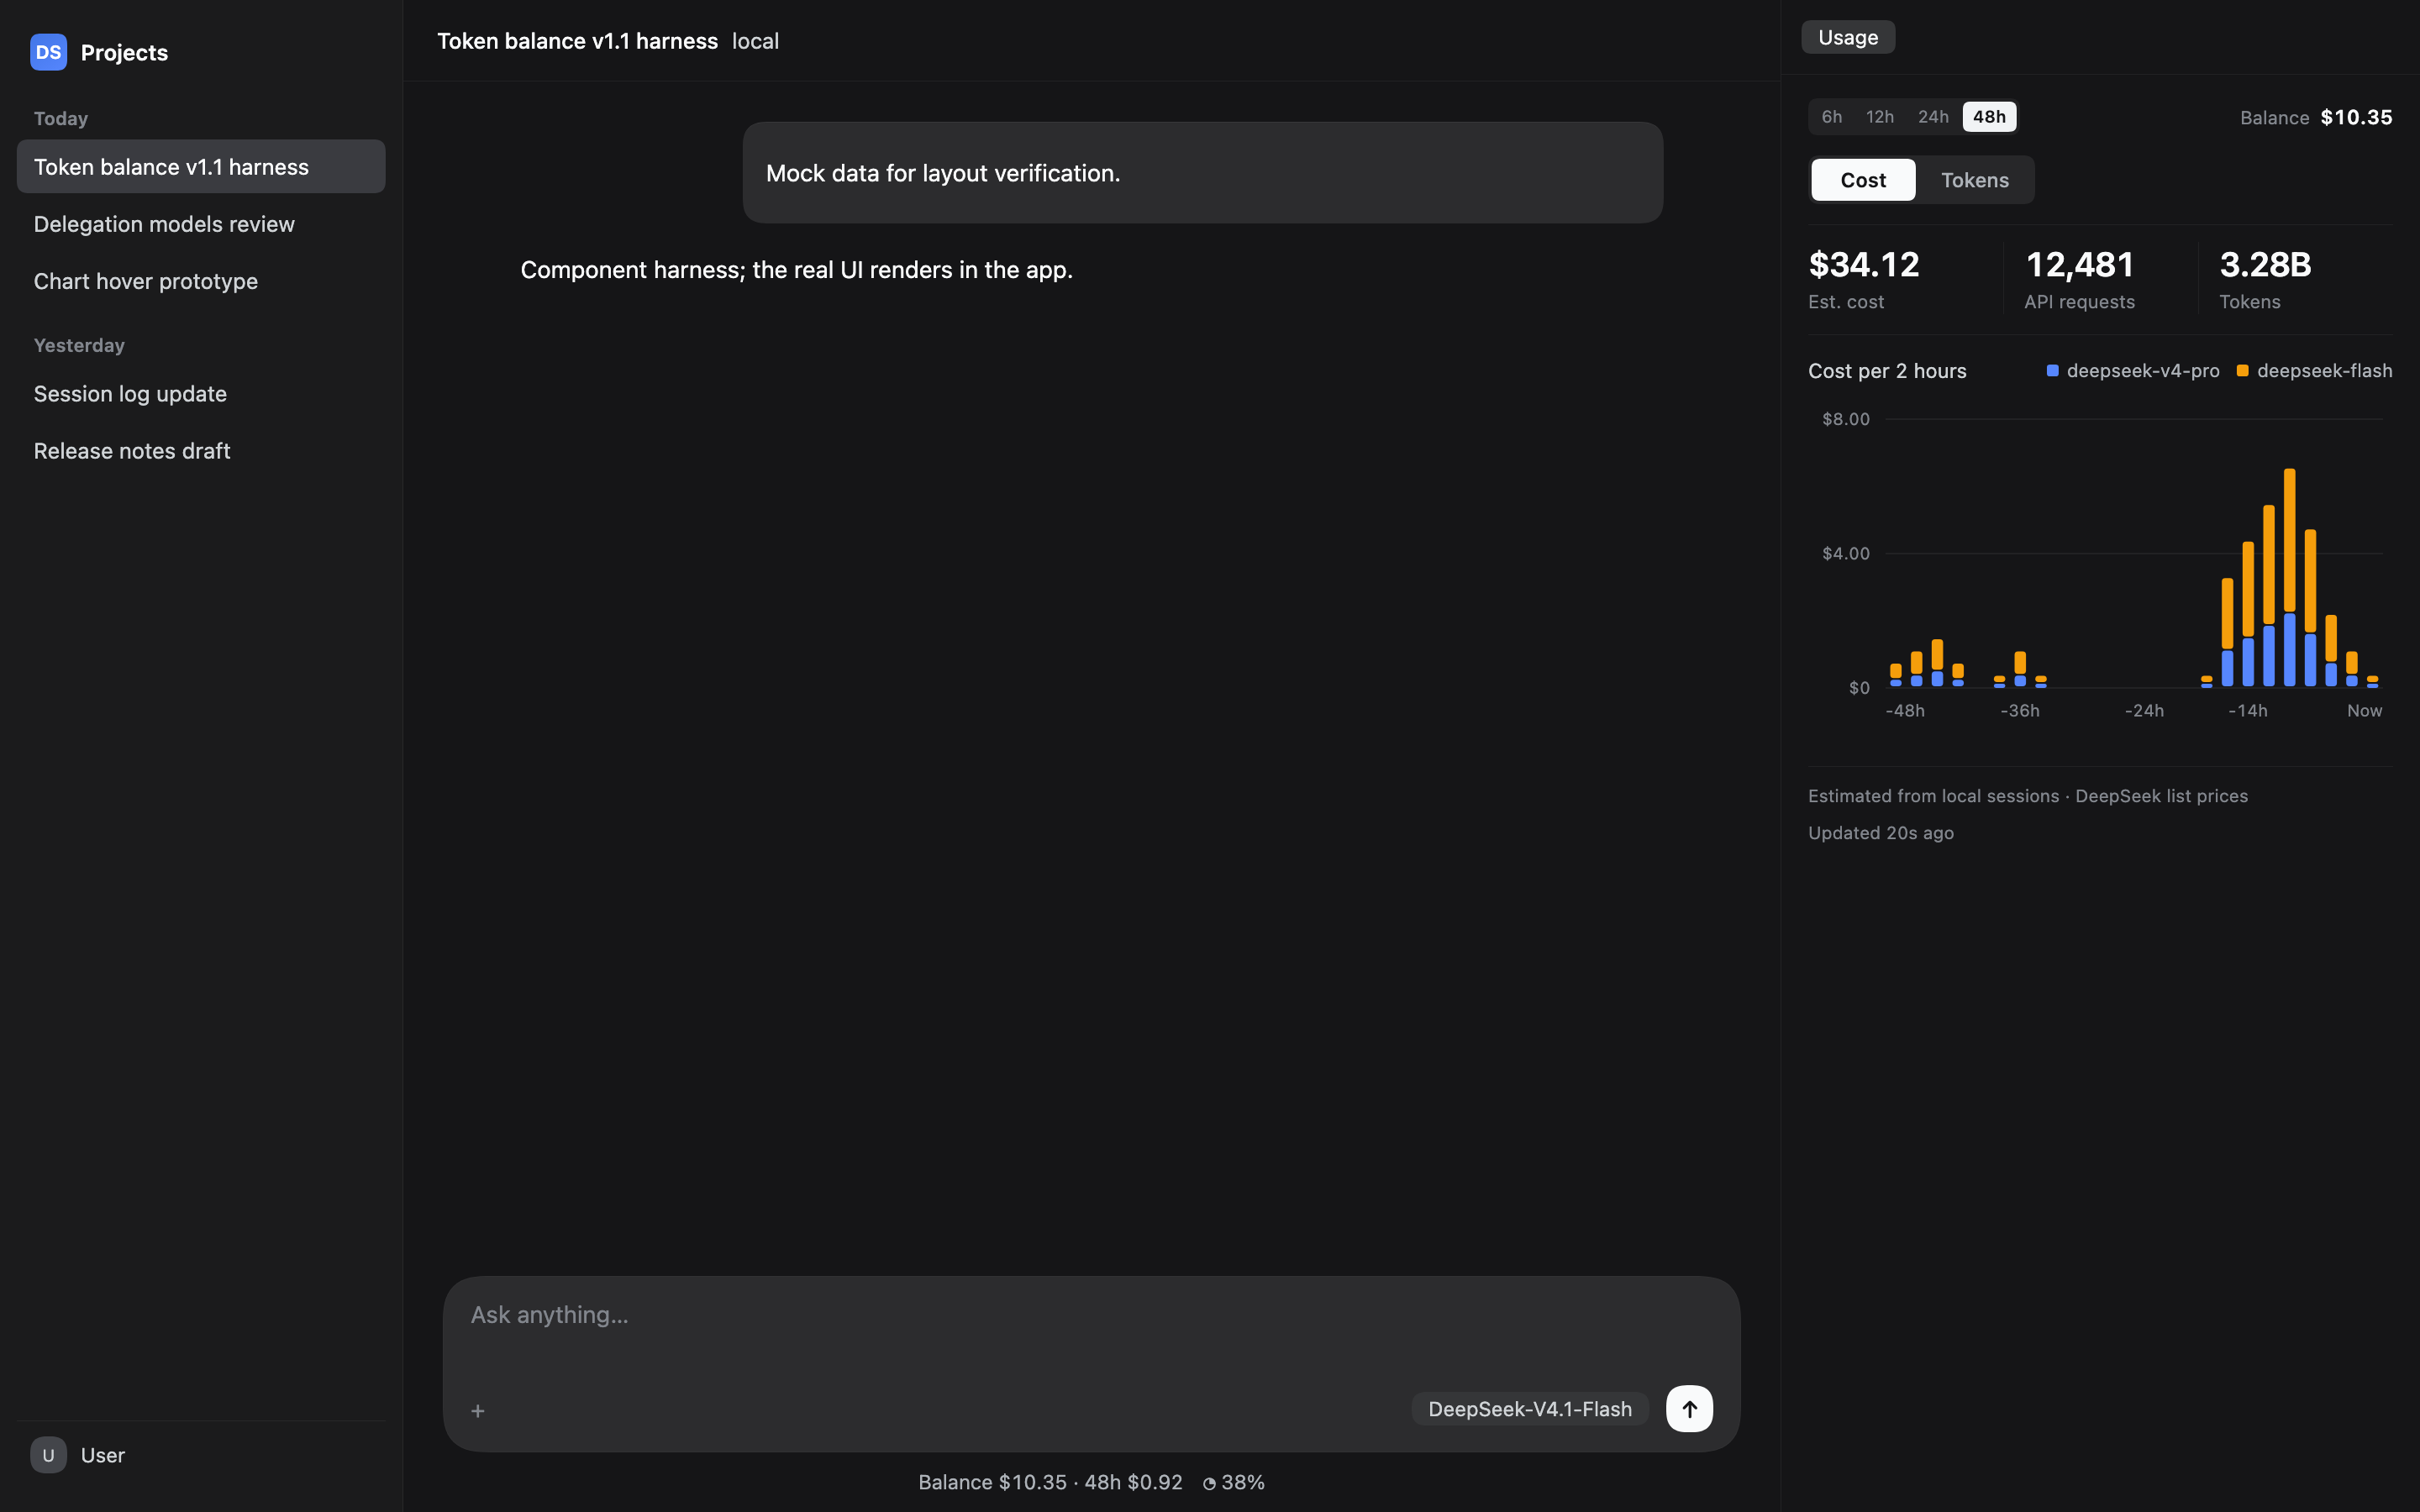 DS Projects
Today
Token balance v1.1 harness
Delegation models review
Chart hover prototype
Yesterday
Session log update
Release notes draft
U User
Token balance v1.1 harness local
Mock data for layout verification.
Component harness; the real UI renders in the app.
Ask anything...
+
DeepSeek-V4.1-Flash
Balance $10.35 · 48h $0.92 38%
Usage
6h 12h 24h 48h Balance $10.35
Cost Tokens
$34.12 12,481 3.28B
Est. cost API requests Tokens
Cost per 2 hours deepseek-v4-pro deepseek-flash
$8.00
$4.00
$0
-48h -36h -24h -14h Now
Estimated from local sessions · DeepSeek list prices
Updated 20s ago